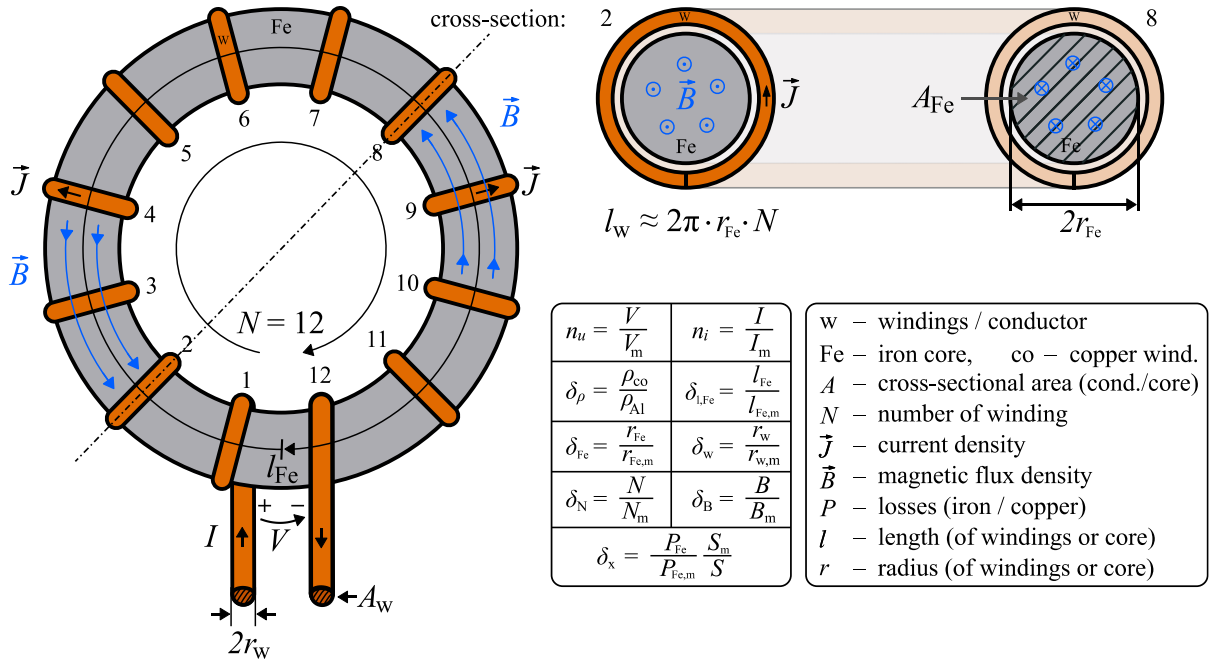 cross-section:
Fe
w
6
7
5
8
B⃗
J⃗
4
9
J⃗
B⃗
3
10
N = 12
2
11
1
12
l_Fe
+ −
I
V
A_w
2r_w
2
w
8
w
B⃗
J⃗
A_Fe
Fe
Fe
l_w ≈ 2π · r_Fe · N
2r_Fe
n_u = V / V_m
n_i = I / I_m
δ_ρ = ρ_co / ρ_Al
δ_l,Fe = l_Fe / l_Fe,m
δ_Fe = r_Fe / r_Fe,m
δ_w = r_w / r_w,m
δ_N = N / N_m
δ_B = B / B_m
δ_x = P_Fe / P_Fe,m S_m / S
w – windings / conductor
Fe – iron core, co – copper wind.
A – cross-sectional area (cond./core)
N – number of winding
J⃗ – current density
B⃗ – magnetic flux density
P – losses (iron / copper)
l – length (of windings or core)
r – radius (of windings or core)